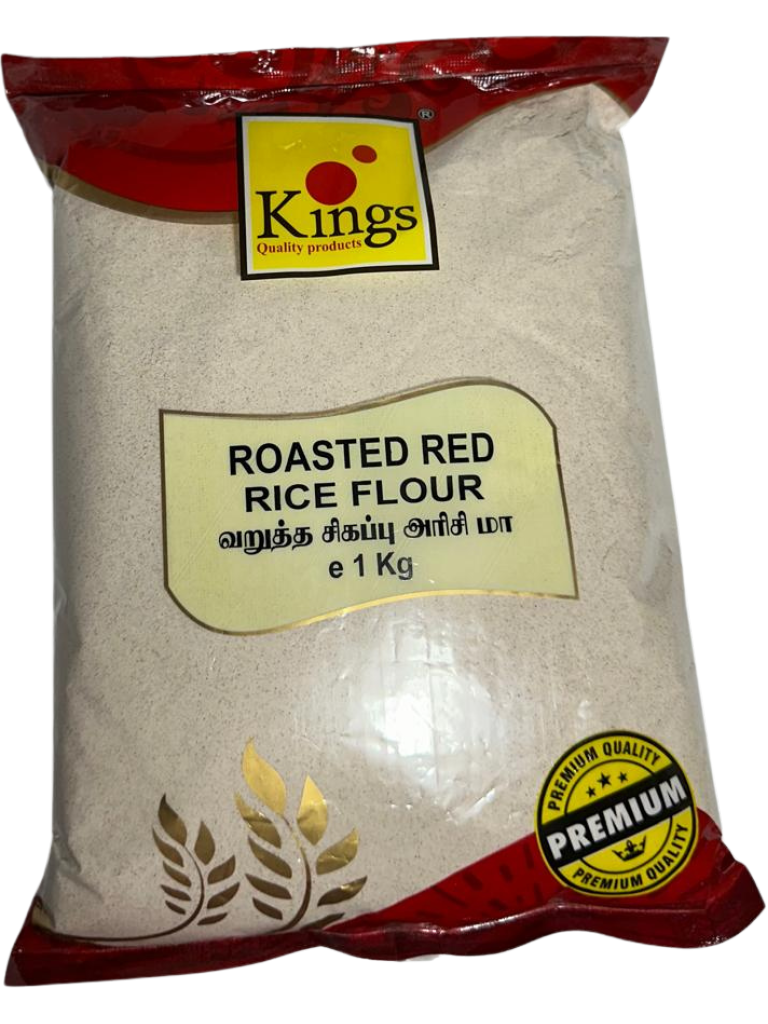 ®
Kings
Quality products
ROASTED RED
RICE FLOUR
வறுத்த சிகப்பு அரிசி மா
e 1 Kg
PREMIUM QUALITY
PREMIUM
PREMIUM QUALITY